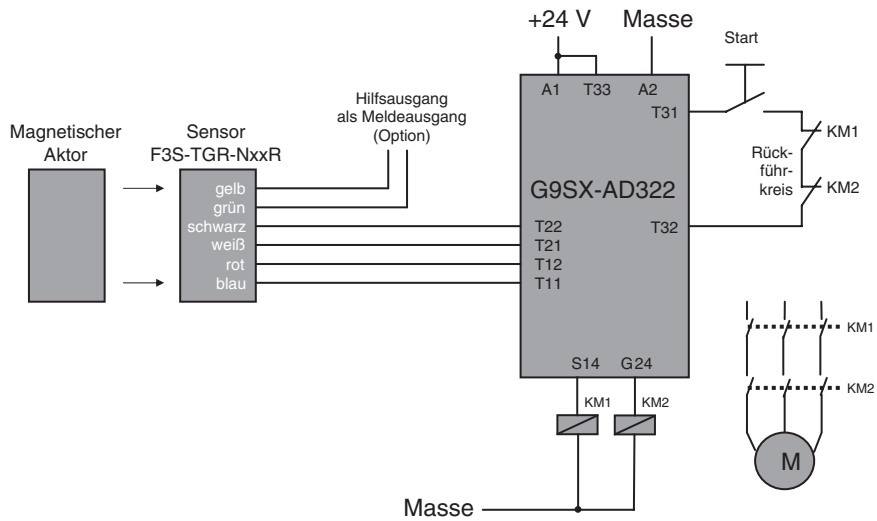 +24 V
Masse
Start
A1
T33
A2
T31
Hilfsausgang
als Meldeausgang
(Option)
Magnetischer
Aktor
Sensor
F3S-TGR-NxxR
KM1
Rück-
führ-
kreis
KM2
gelb
grün
schwarz
weiß
rot
blau
G9SX-AD322
T22
T21
T12
T11
T32
S14
G24
KM1
KM2
KM1
KM2
M
Masse